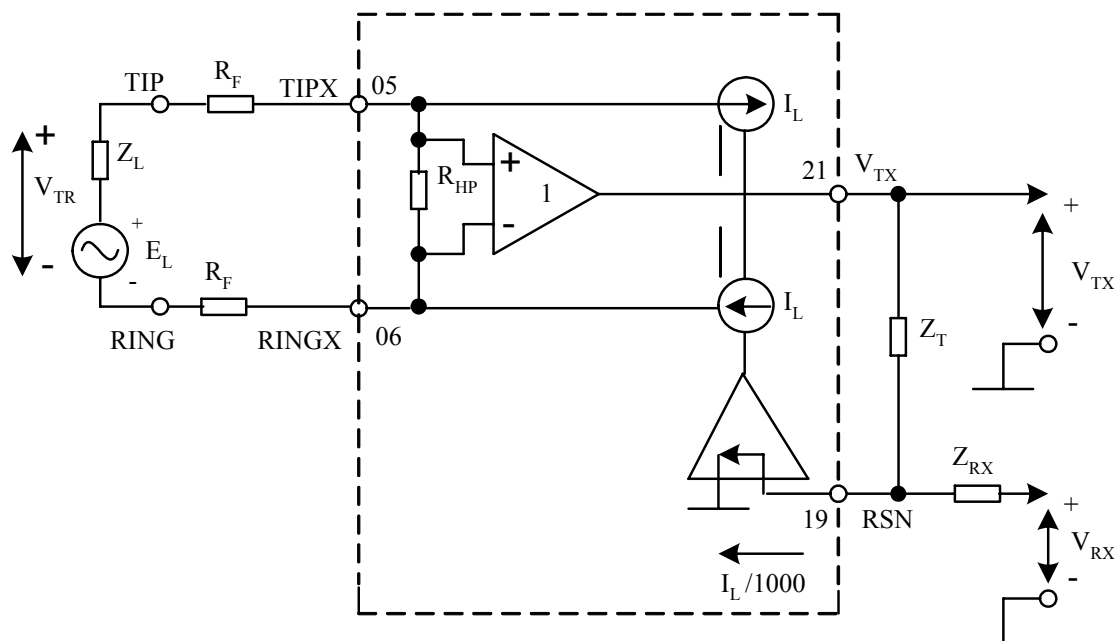 TIP
R_F
TIPX
05
I_L
+
Z_L
V_TR
+
E_L
-
-
R_HP
+
1
-
21
V_TX
+
V_TX
-
R_F
RING
RINGX
06
I_L
Z_T
Z_RX
19
RSN
+
V_RX
-
I_L /1000